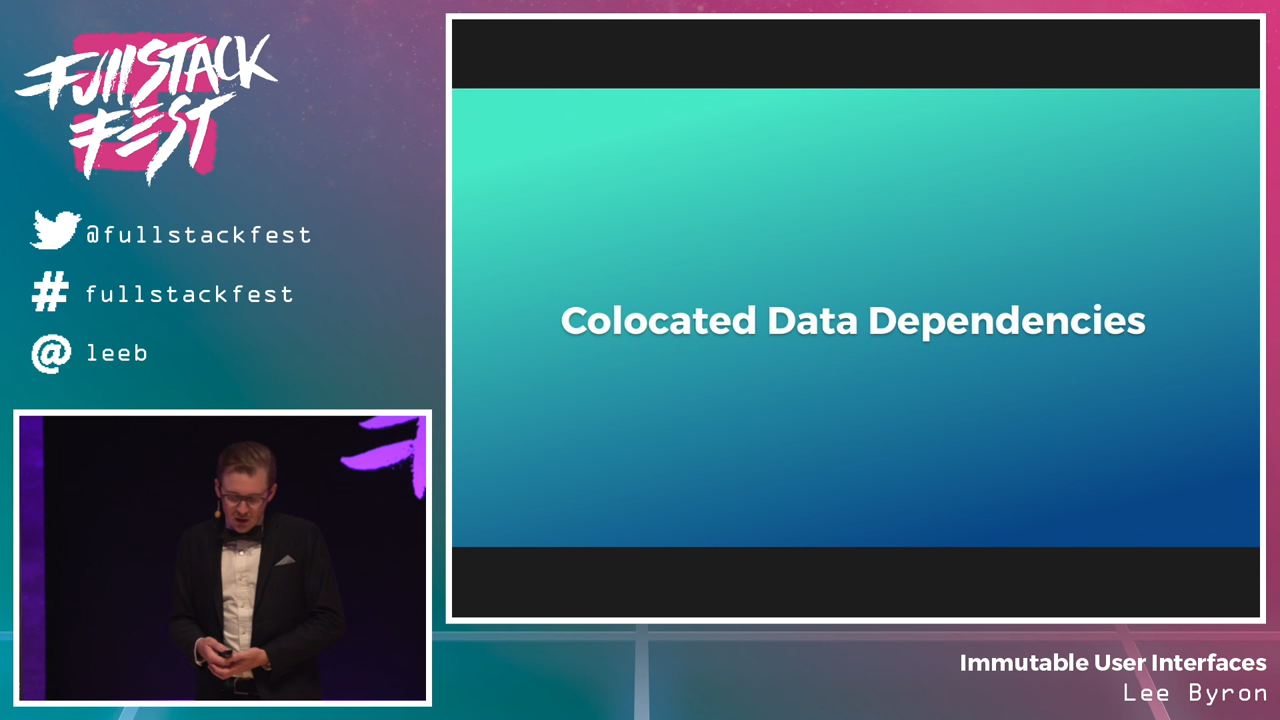 FullSTACK
FEST
@fullstackfest
# fullstackfest
@ leeb
Colocated Data Dependencies
Immutable User Interfaces
Lee Byron